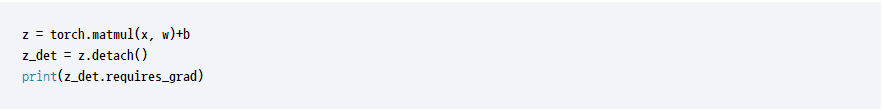 z = torch.matmul(x, w)+b
z_det = z.detach()
print(z_det.requires_grad)